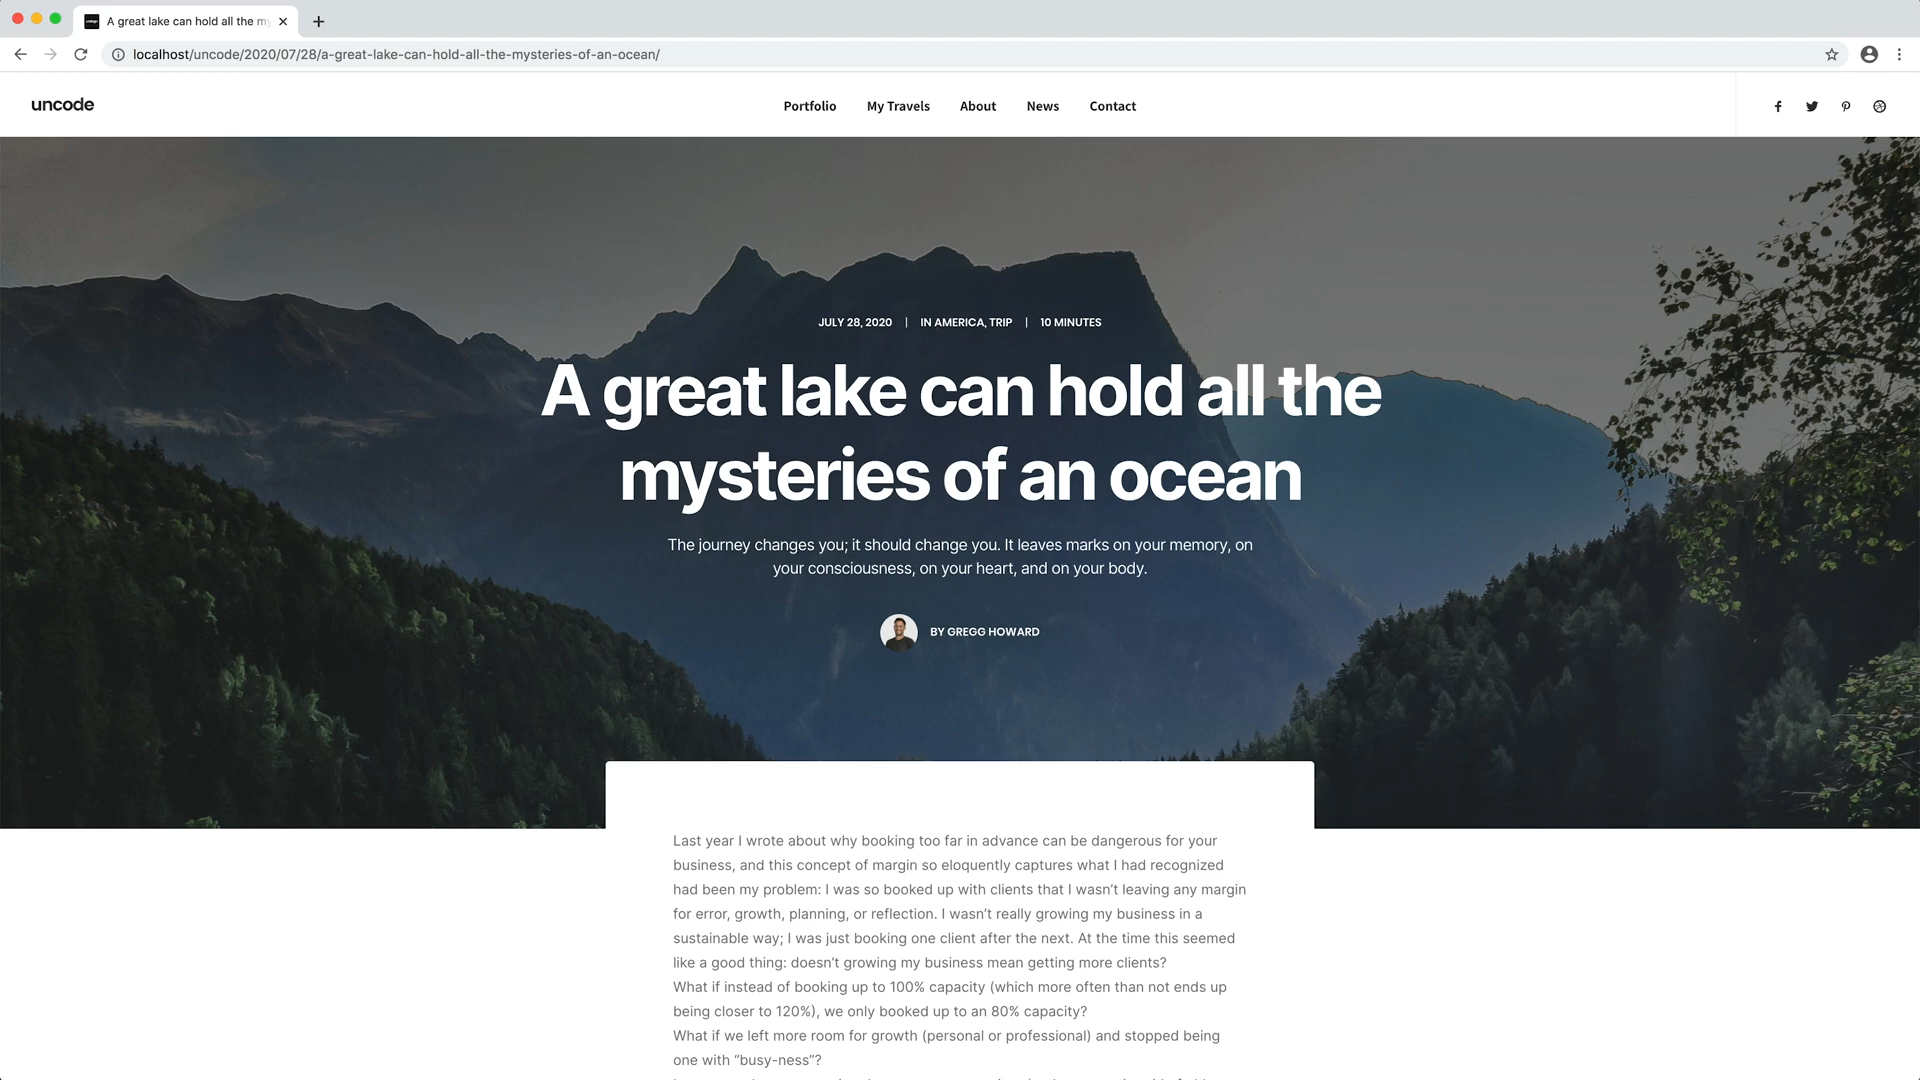 A great lake can hold all the my
localhost/uncode/2020/07/28/a-great-lake-can-hold-all-the-mysteries-of-an-ocean/
uncode
Portfolio My Travels About News Contact
JULY 28, 2020 | IN AMERICA, TRIP | 10 MINUTES
A great lake can hold all the
mysteries of an ocean
The journey changes you; it should change you. It leaves marks on your memory, on
your consciousness, on your heart, and on your body.
BY GREGG HOWARD
Last year I wrote about why booking too far in advance can be dangerous for your
business, and this concept of margin so eloquently captures what I had recognized
had been my problem: I was so booked up with clients that I wasn’t leaving any margin
for error, growth, planning, or reflection. I wasn’t really growing my business in a
sustainable way; I was just booking one client after the next. At the time this seemed
like a good thing: doesn’t growing my business mean getting more clients?
What if instead of booking up to 100% capacity (which more often than not ends up
being closer to 120%), we only booked up to an 80% capacity?
What if we left more room for growth (personal or professional) and stopped being
one with “busy-ness”?